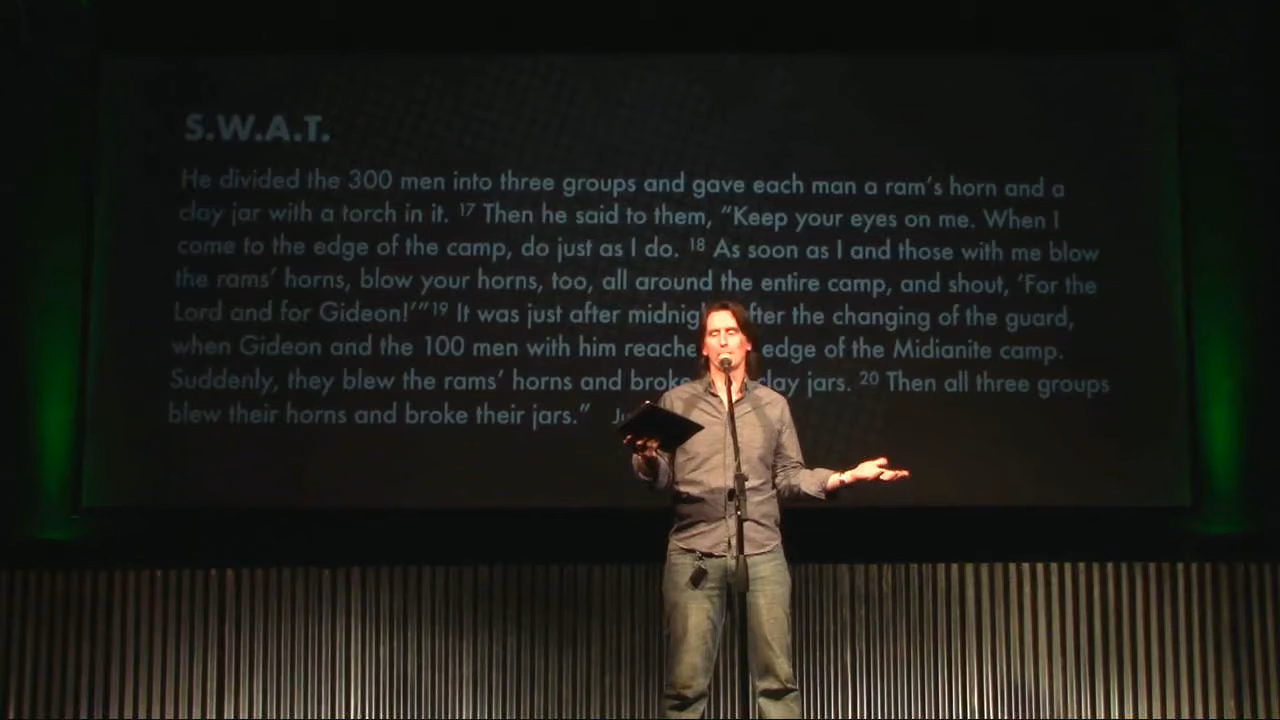 S.W.A.T.
He divided the 300 men into three groups and gave each man a ram's horn and a
clay jar with a torch in it. 17 Then he said to them, "Keep your eyes on me. When I
come to the edge of the camp, do just as I do. 18 As soon as I and those with me blow
the rams' horns, blow your horns, too, all around the entire camp, and shout, 'For the
Lord and for Gideon!'"19 It was just after the changing of the guard,
when Gideon and the 100 men with him edge of the Midianite camp.
Suddenly, they blew the rams' horns and broke clay jars. 20 Then all three groups
blew their horns and broke their jars."